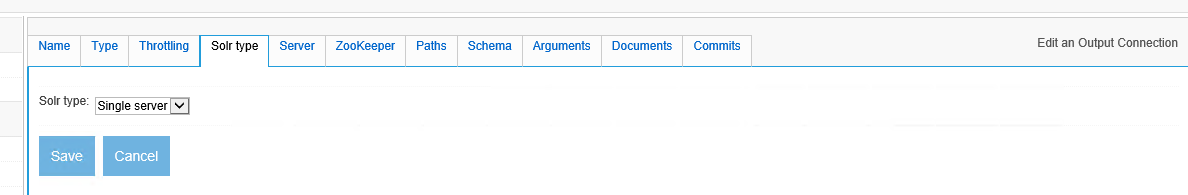 Name Type Throttling Solr type Server ZooKeeper Paths Schema Arguments Documents Commits Edit an Output Connection
Solr type: Single server
Save Cancel